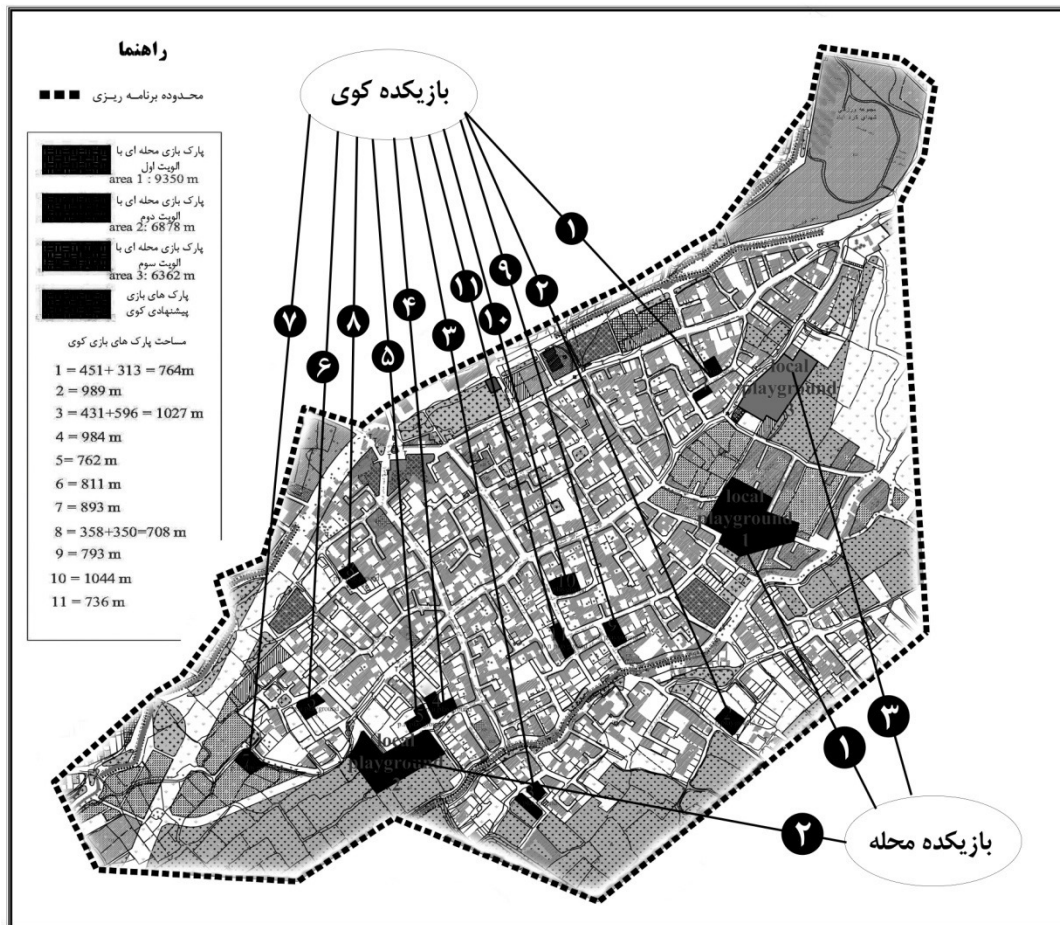 راهنما
محدوده برنامه ریزی
پارک بازی محله ای با
الویت اول
area 1 : 9350 m
پارک بازی محله ای با
الویت دوم
area 2: 6878 m
پارک بازی محله ای با
الویت سوم
area 3: 6362 m
پارک های بازی
پیشنهادی کوی
مساحت پارک های بازی کوی
1 = 451+ 313 = 764m
2 = 989 m
3 = 431+596 = 1027 m
4 = 984 m
5= 762 m
6 = 811 m
7 = 893 m
8 = 358+350=708 m
9 = 793 m
10 = 1044 m
11 = 736 m
بازیکده کوی
۷
۶
۸
۵
۴
۳
۱۱
۱۰
۹
۲
۱
مجموعه ورزشی
local
playground
3
local
playground
1
local
playground
2
بازیکده محله
۱
۳
۲